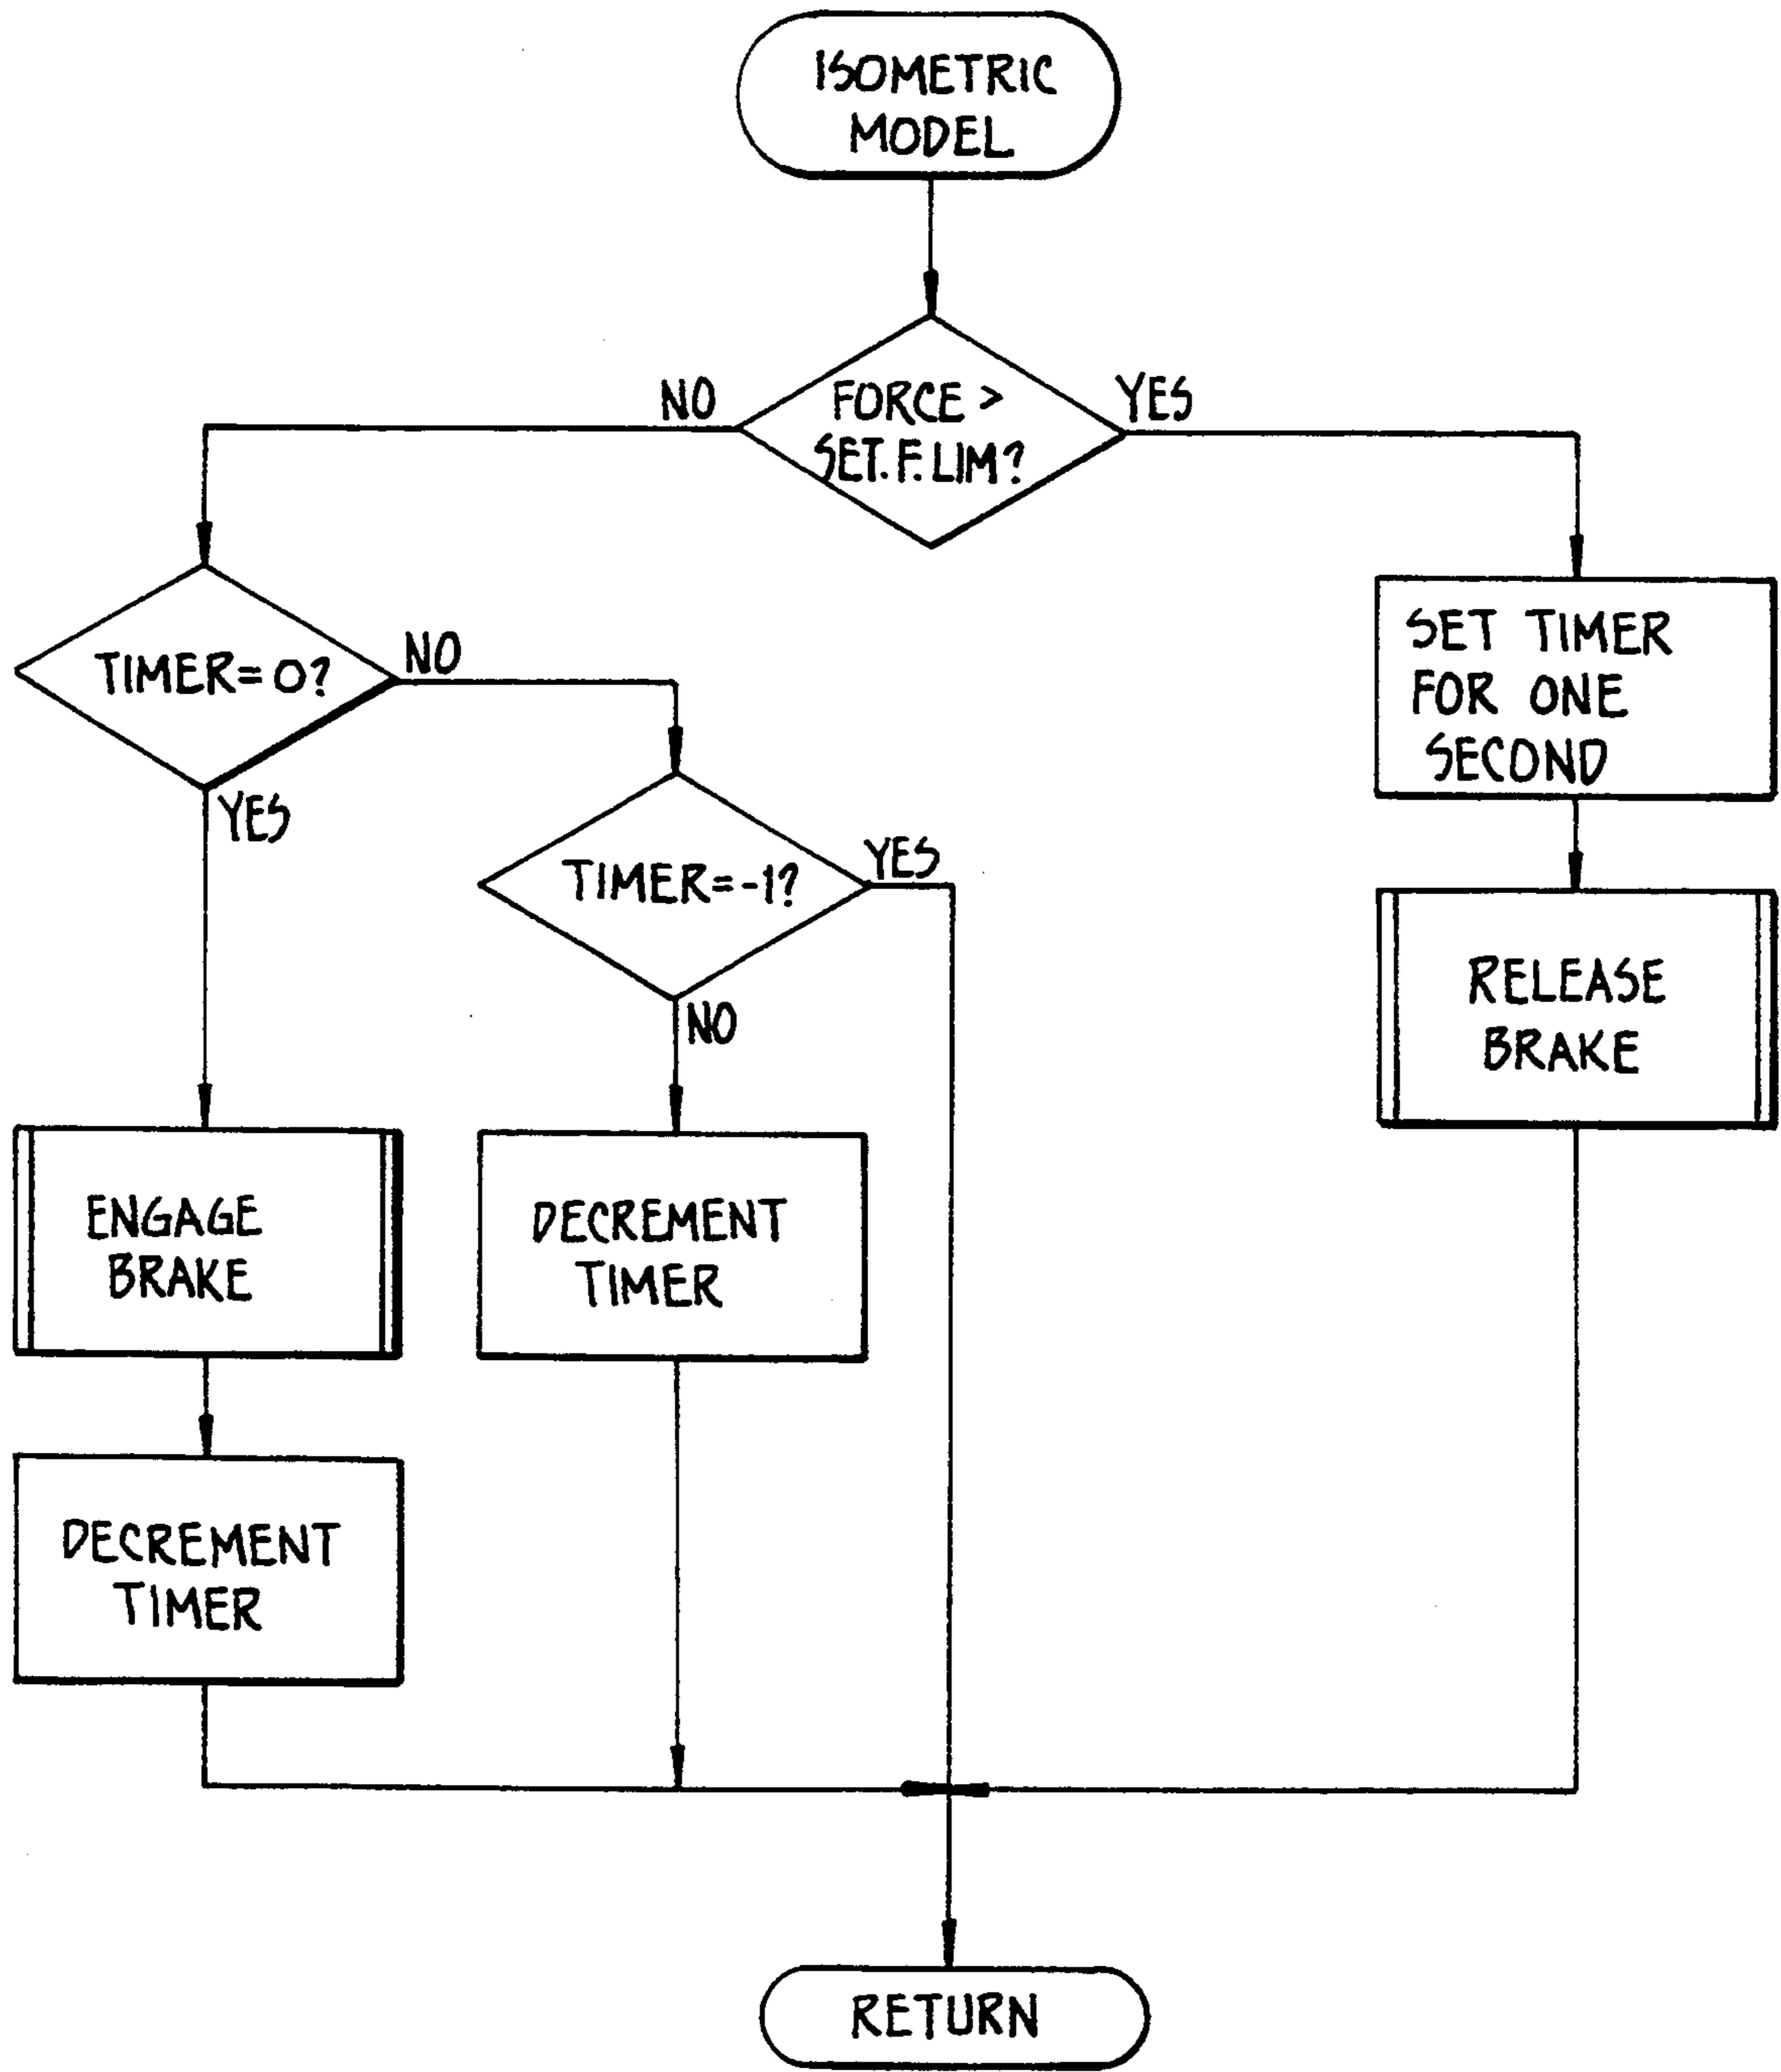 ISOMETRIC
MODEL
NO
FORCE >
SET. F. LIM?
YES
TIMER= 0?
NO
YES
SET TIMER
FOR ONE
SECOND
TIMER=-1?
YES
NO
RELEASE
BRAKE
ENGAGE
BRAKE
DECREMENT
TIMER
DECREMENT
TIMER
RETURN